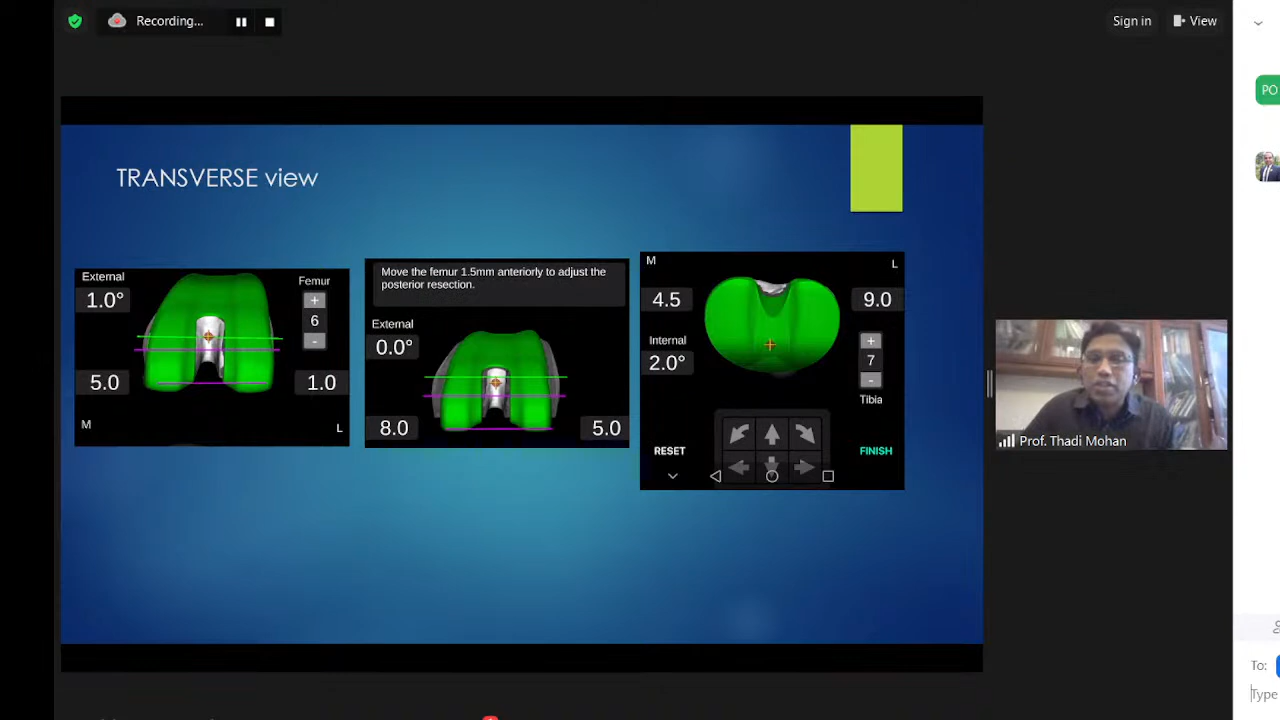 Recording...
Sign in
View
PO
TRANSVERSE view
External
1.0°
Femur
+
6
-
5.0
1.0
M
L
Move the femur 1.5mm anteriorly to adjust the
posterior resection.
External
0.0°
8.0
5.0
M
L
4.5
9.0
Internal
2.0°
+
7
-
Tibia
RESET
FINISH
Prof. Thadi Mohan
To:
Type